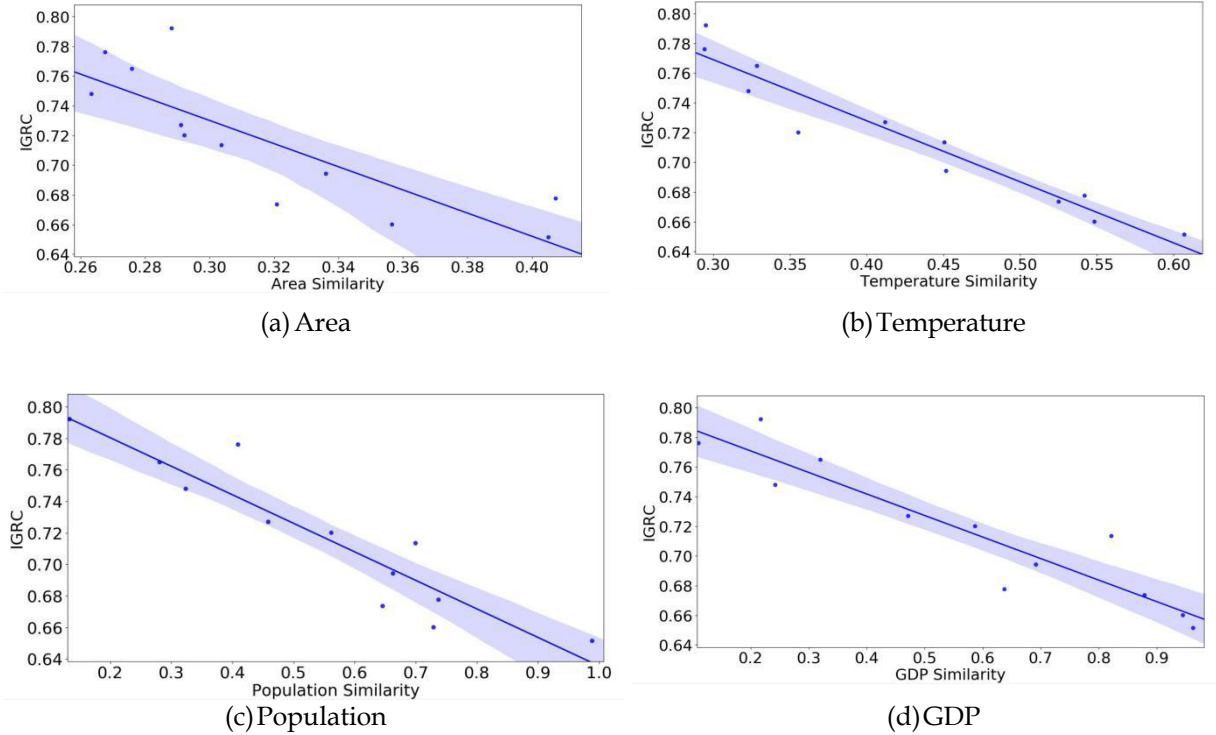 0.80
0.78
0.76
0.74
0.72
0.70
0.68
0.66
0.64
IGRC
0.26 0.28 0.30 0.32 0.34 0.36 0.38 0.40
Area Similarity
(a) Area
0.80
0.78
0.76
0.74
0.72
0.70
0.68
0.66
0.64
IGRC
0.30 0.35 0.40 0.45 0.50 0.55 0.60
Temperature Similarity
(b) Temperature
0.80
0.78
0.76
0.74
0.72
0.70
0.68
0.66
0.64
IGRC
0.2 0.3 0.4 0.5 0.6 0.7 0.8 0.9 1.0
Population Similarity
(c) Population
0.80
0.78
0.76
0.74
0.72
0.70
0.68
0.66
0.64
IGRC
0.2 0.3 0.4 0.5 0.6 0.7 0.8 0.9
GDP Similarity
(d) GDP